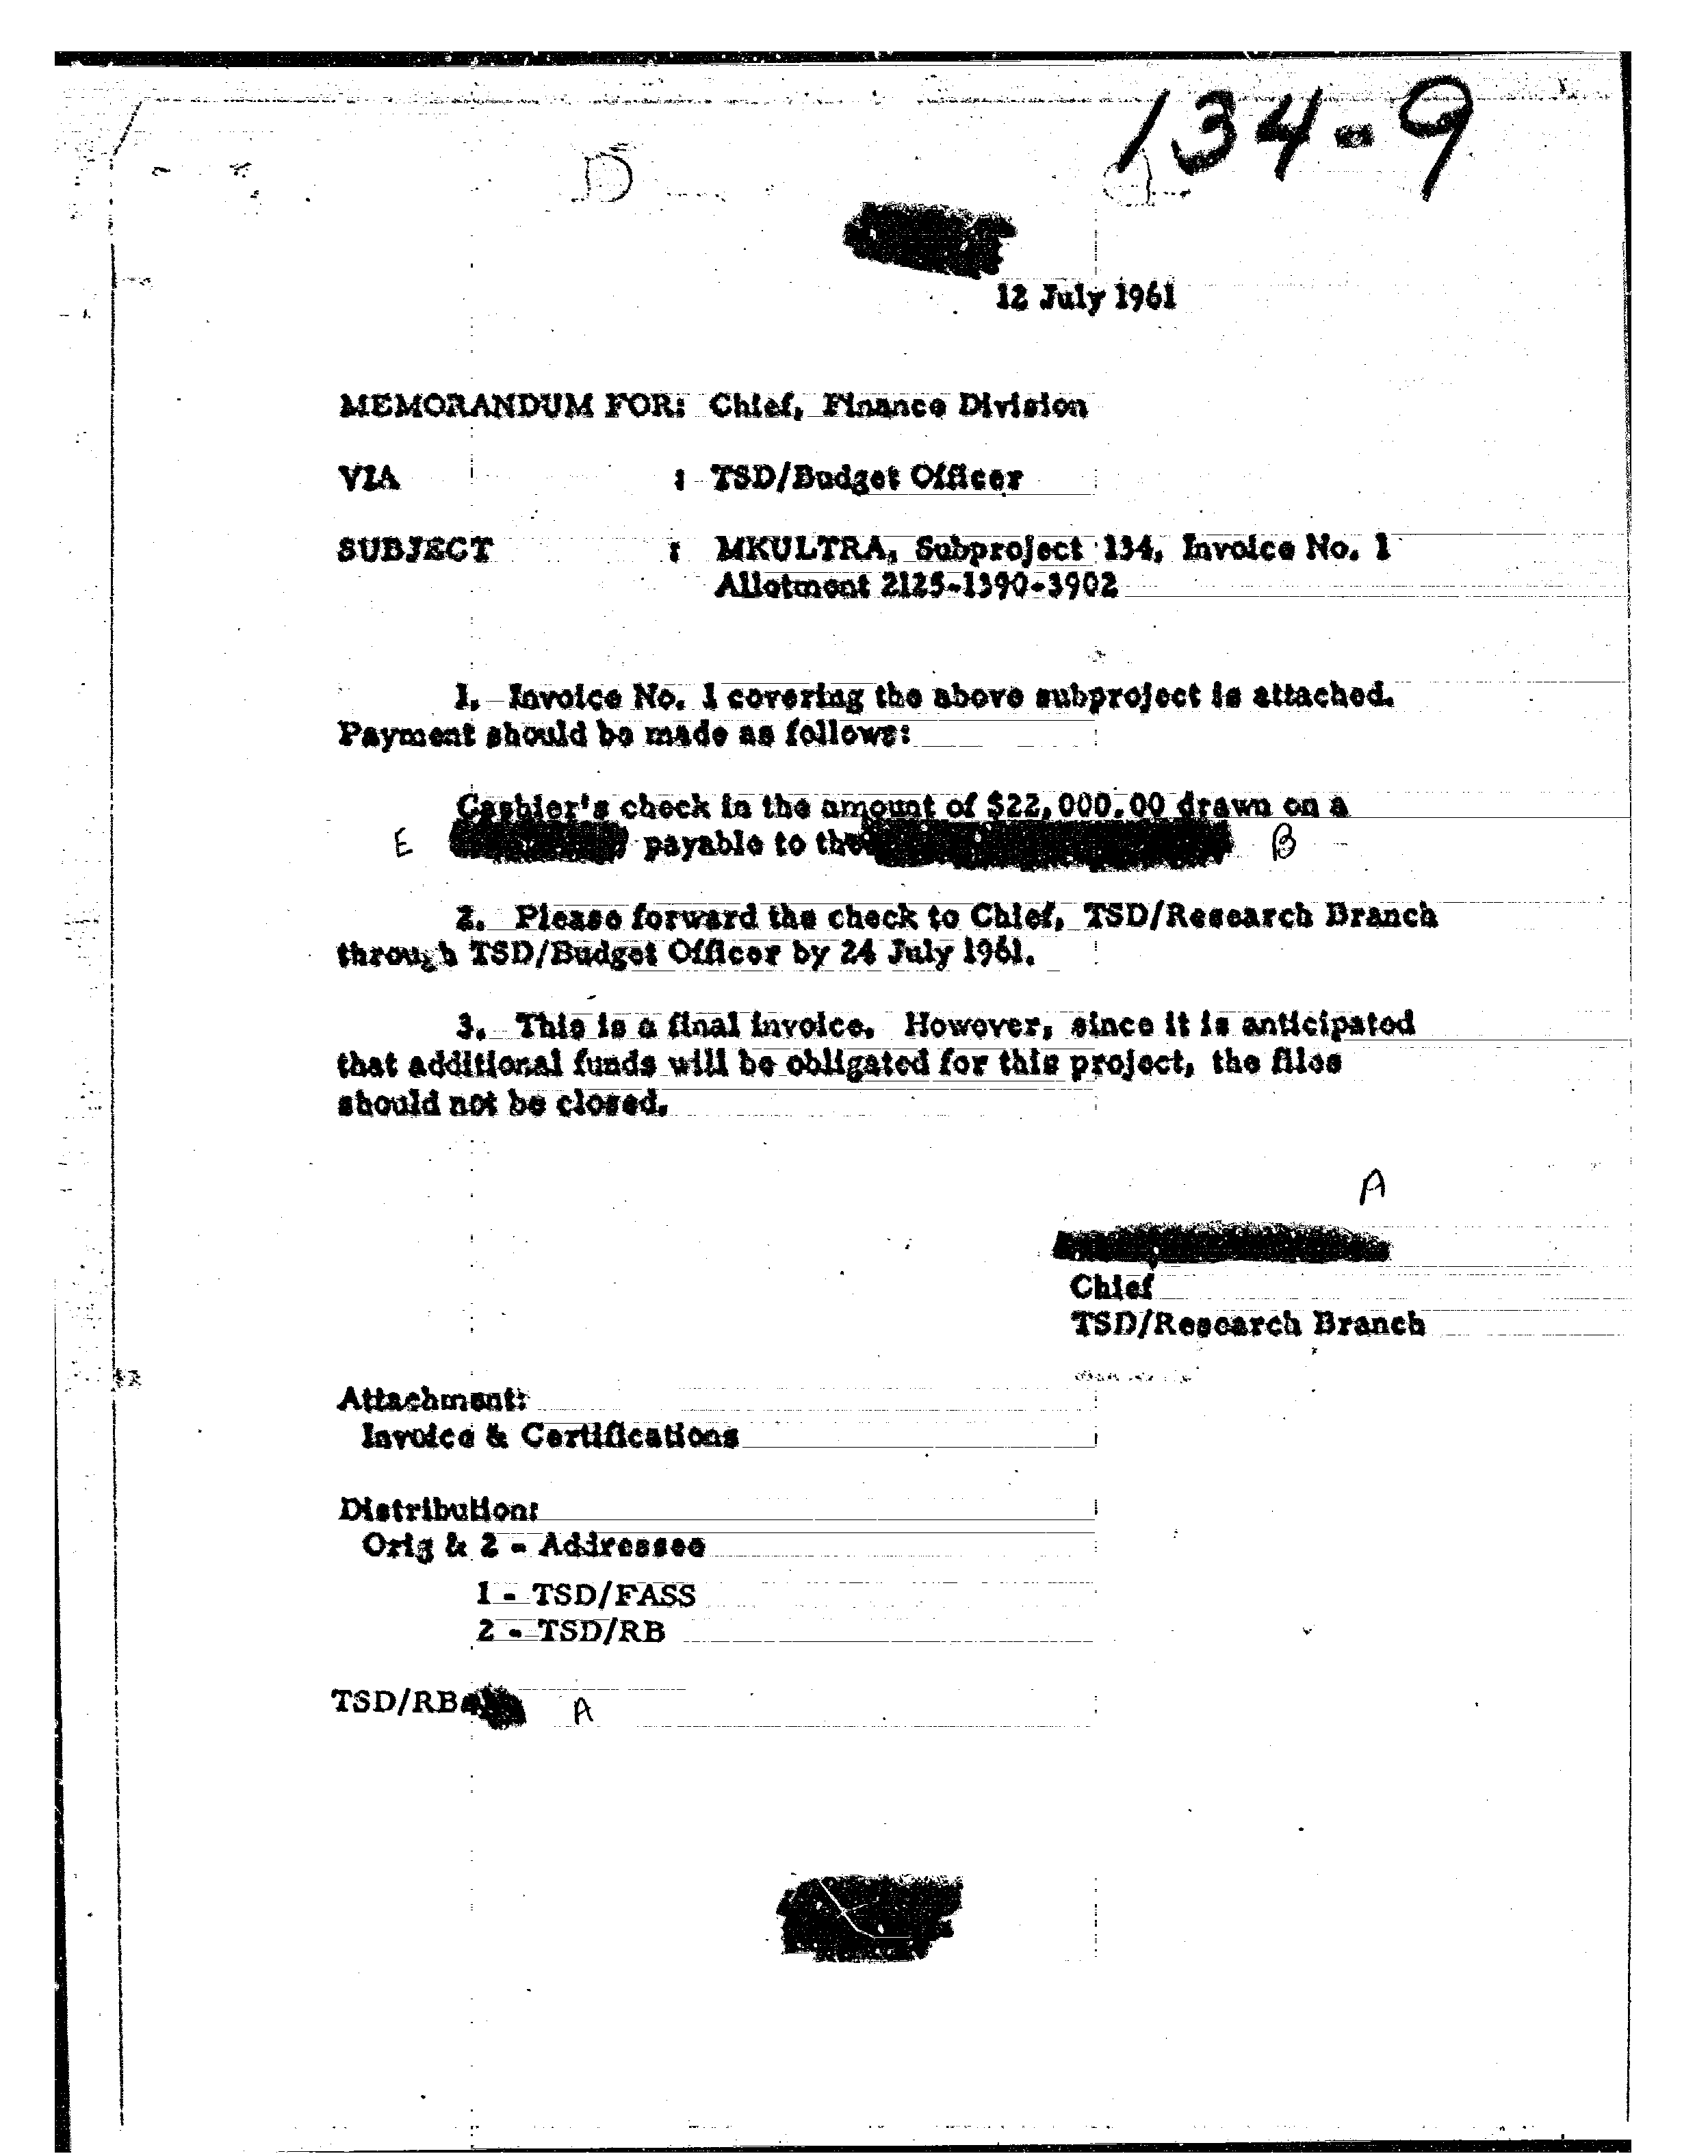 134-9
12 July 1961
MEMORANDUM FOR: Chief, Finance Division
VIA : TSD/Budget Officer
SUBJECT : MKULTRA, Subproject 134, Invoice No. 1
Allotment 2125-1390-3902
1. Invoice No. 1 covering the above subproject is attached.
Payment should be made as follows:
Cashier's check in the amount of $22,000.00 drawn on a
E payable to the B
2. Please forward the check to Chief, TSD/Research Branch
through TSD/Budget Officer by 24 July 1961.
3. This is a final invoice. However, since it is anticipated
that additional funds will be obligated for this project, the files
should not be closed.
A
Chief
TSD/Research Branch
Attachment:
Invoice & Certifications
Distribution:
Orig & 2 - Addressee
1 - TSD/FASS
2 - TSD/RB
TSD/RB A